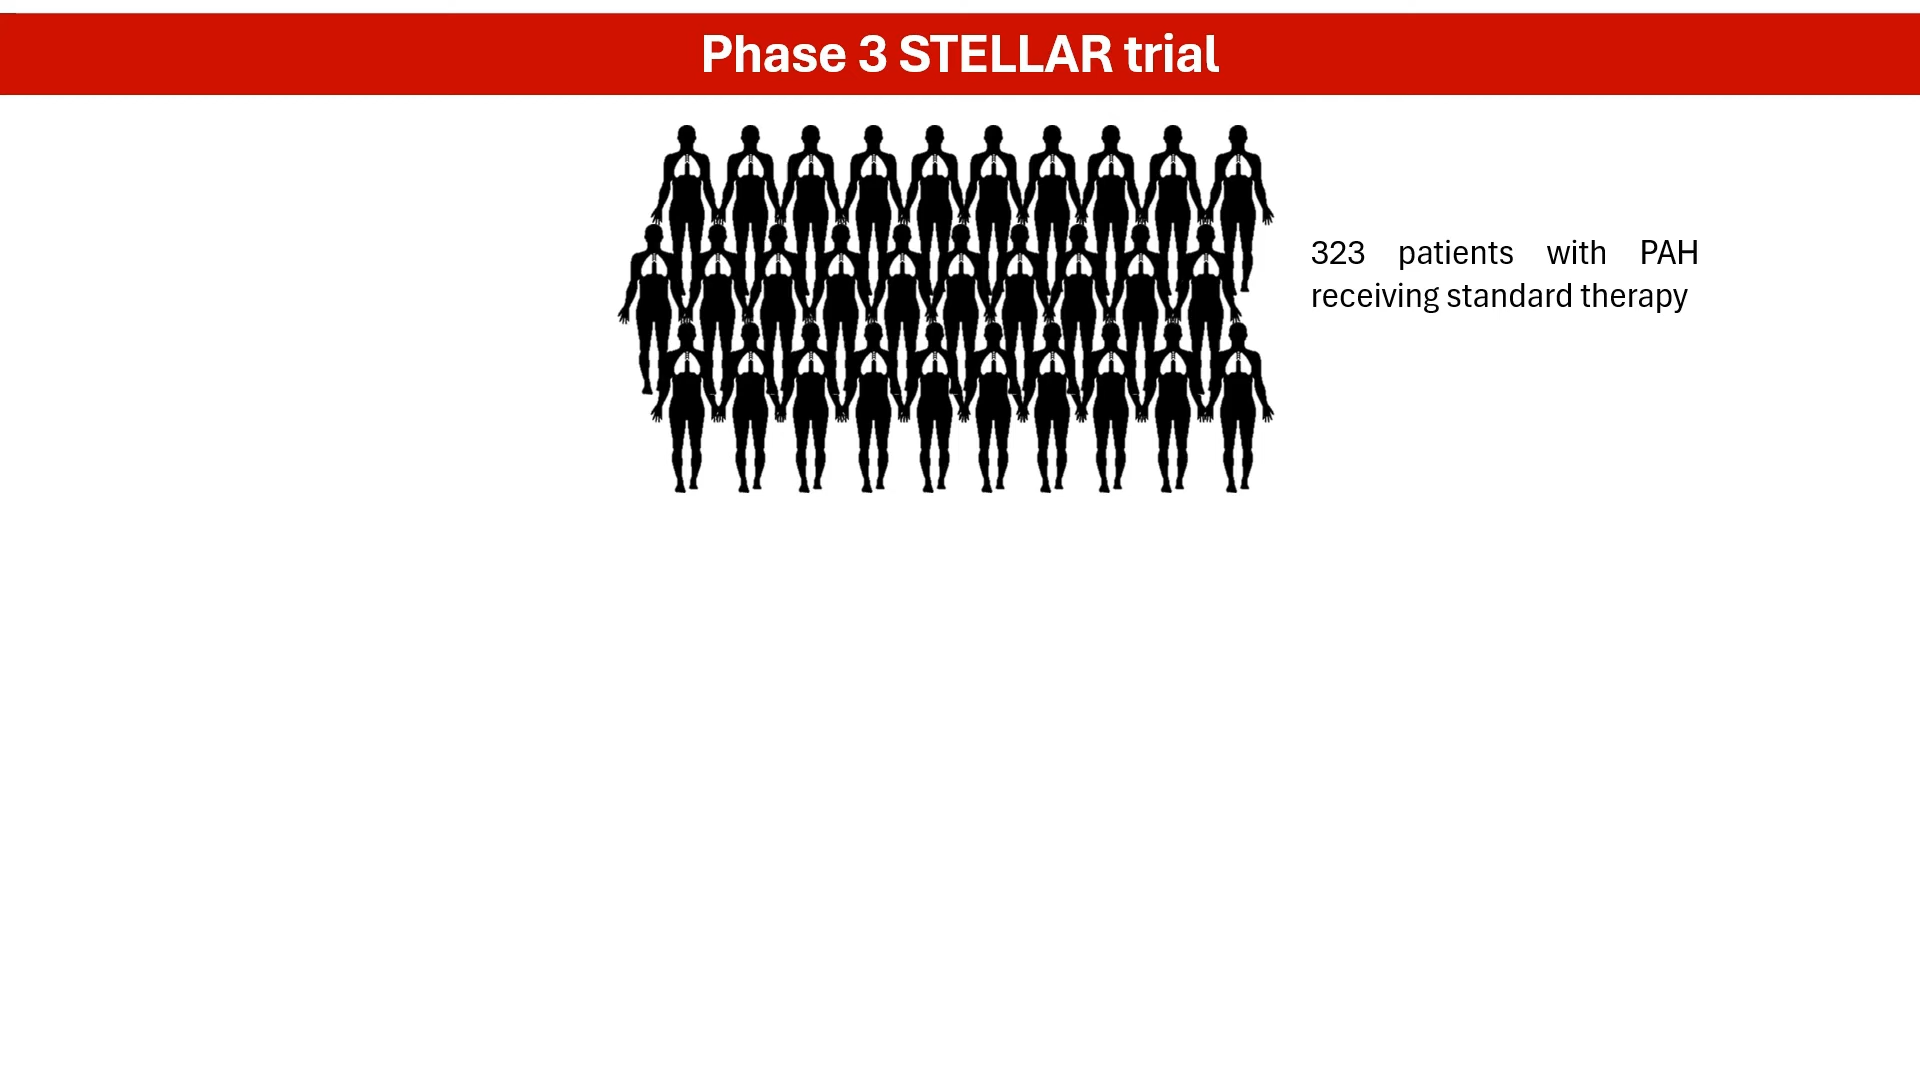 Phase 3 STELLAR trial
323 patients with PAH
receiving standard therapy